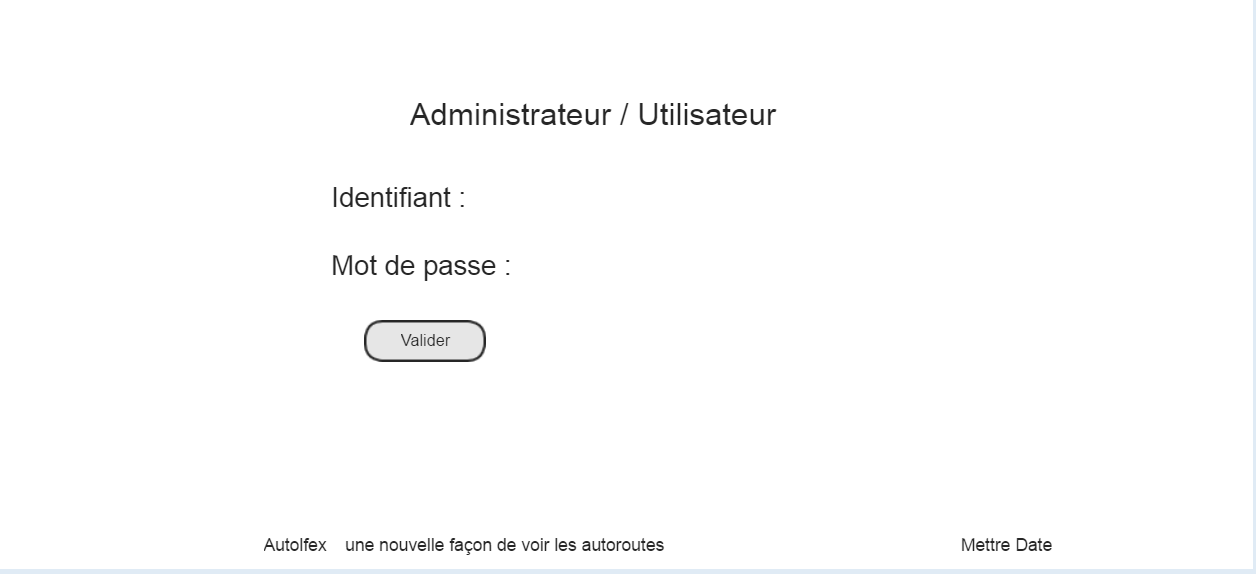 Administrateur / Utilisateur
Identifiant :
Mot de passe :
Valider
Autolfex une nouvelle façon de voir les autoroutes Mettre Date